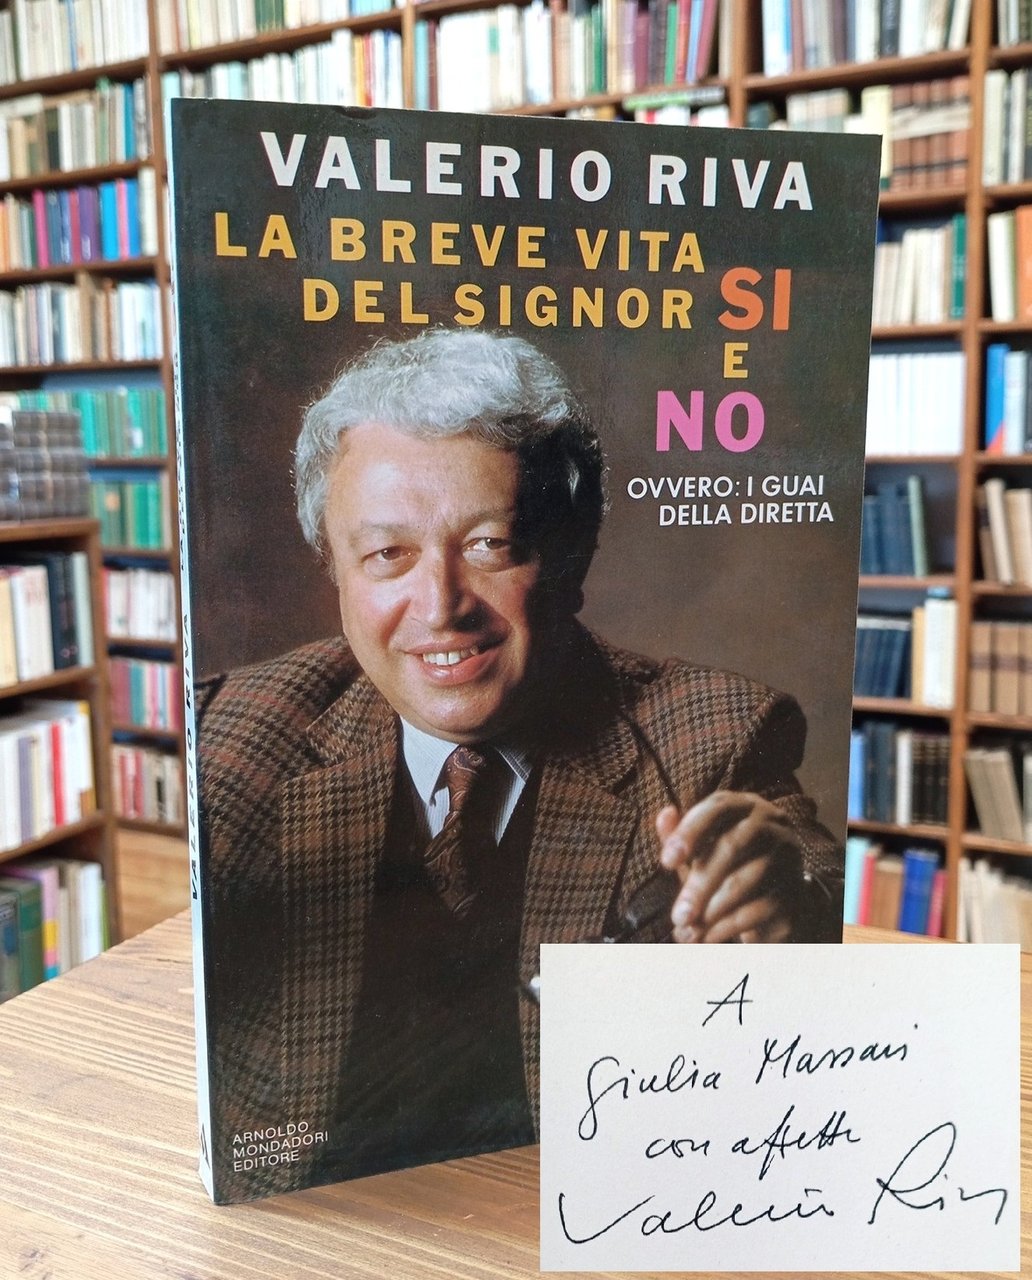 VALERIO RIVA
LA BREVE VITA
DEL SIGNOR SI
E
NO
OVVERO: I GUAI
DELLA DIRETTA
VALERIO RIVA
ARNOLDO
MONDADORI
EDITORE
A
Giulia Massari
con affetto
Valerio Riva